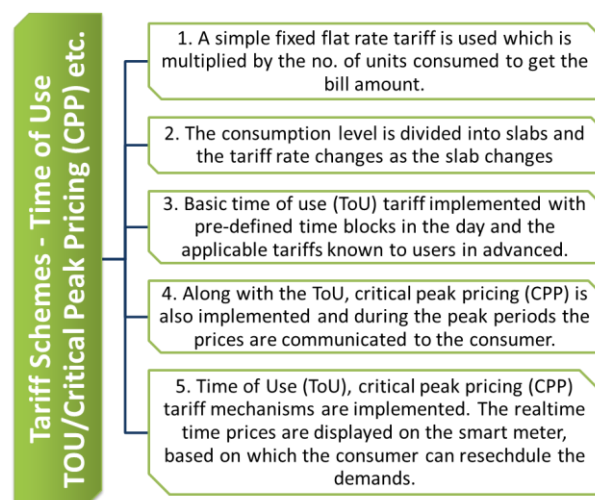 Tariff Schemes - Time of Use
TOU/Critical Peak Pricing (CPP) etc.
1. A simple fixed flat rate tariff is used which is
multiplied by the no. of units consumed to get the
bill amount.
2. The consumption level is divided into slabs and
the tariff rate changes as the slab changes
3. Basic time of use (ToU) tariff implemented with
pre-defined time blocks in the day and the
applicable tariffs known to users in advanced.
4. Along with the ToU, critical peak pricing (CPP) is
also implemented and during the peak periods the
prices are communicated to the consumer.
5. Time of Use (ToU), critical peak pricing (CPP)
tariff mechanisms are implemented. The realtime
time prices are displayed on the smart meter,
based on which the consumer can resechdule the
demands.